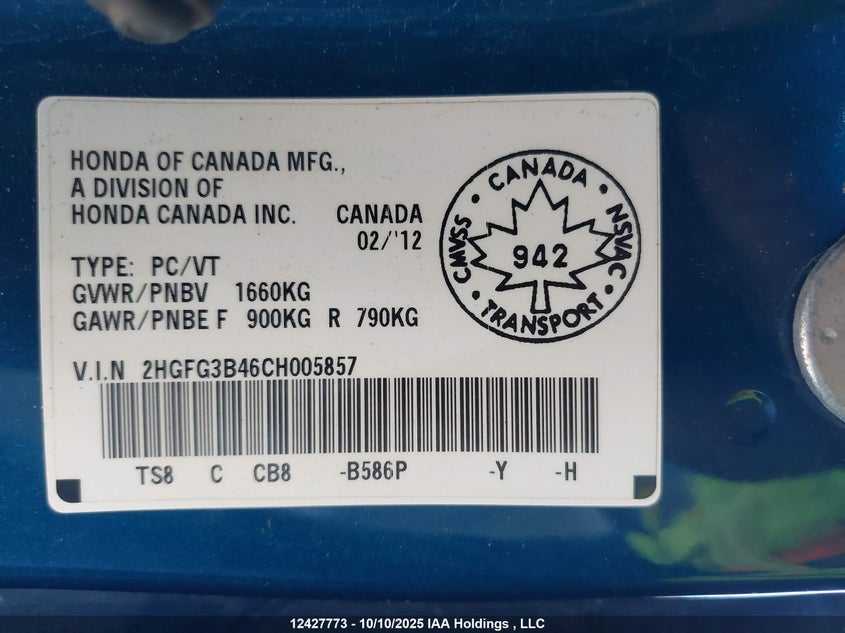 HONDA OF CANADA MFG.,
A DIVISION OF
HONDA CANADA INC. CANADA
02/'12
TYPE: PC/VT
GVWR/PNBV 1660KG
GAWR/PNBE F 900KG R 790KG
V.I.N 2HGFG3B46CH005857
TS8 C CB8 -B586P -Y -H
• CANADA •
CMVSS
NSVAC
942
• TRANSPORT •
12427773 - 10/10/2025 IAA Holdings , LLC